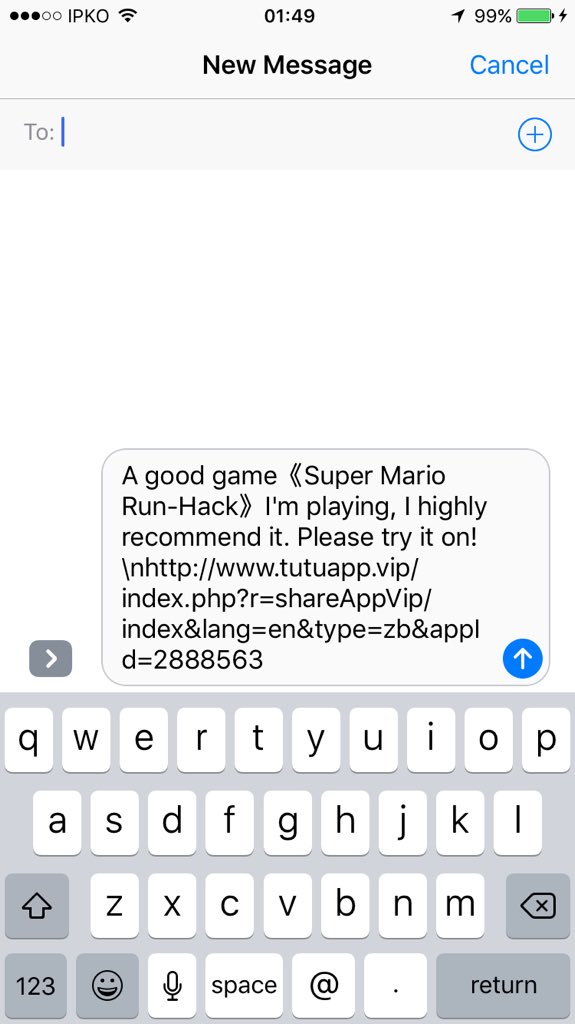 IPKO 01:49 99%
New Message Cancel
To:
A good game《Super Mario
Run-Hack》I'm playing, I highly
recommend it. Please try it on!
\nhttp://www.tutuapp.vip/
index.php?r=shareAppVip/
index&lang=en&type=zb&appI
d=2888563
q w e r t y u i o p
a s d f g h j k l
z x c v b n m
123 space @ . return